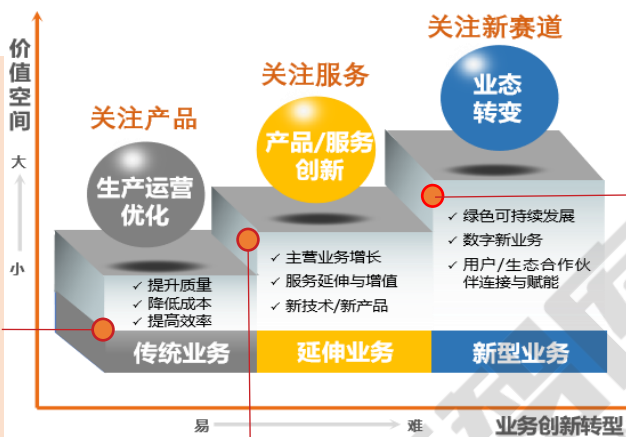 关注新赛道
价值空间
大
小
关注服务
关注产品
业态
转变
产品/服务
创新
生产运营
优化
✓ 绿色可持续发展
✓ 数字新业务
✓ 用户/生态合作伙
伴连接与赋能
✓ 主营业务增长
✓ 服务延伸与增值
✓ 新技术/新产品
✓ 提升质量
✓ 降低成本
✓ 提高效率
传统业务
延伸业务
新型业务
易
难
业务创新转型